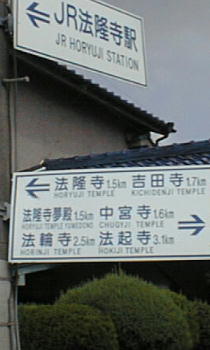 JR法隆寺駅
JR HORYUJI STATION
法隆寺 1.5km 吉田寺 1.7km
HORYUJI TEMPLE KICHIDENJI TEMPLE
法隆寺夢殿 1.5km 中宮寺 1.6km
HORYUJI TEMPLE YUMEDONO CHUGYJI TEMPLE
法輪寺 2.5km 法起寺 3.1km
HORINJI TEMPLE HOKIJI TEMPLE